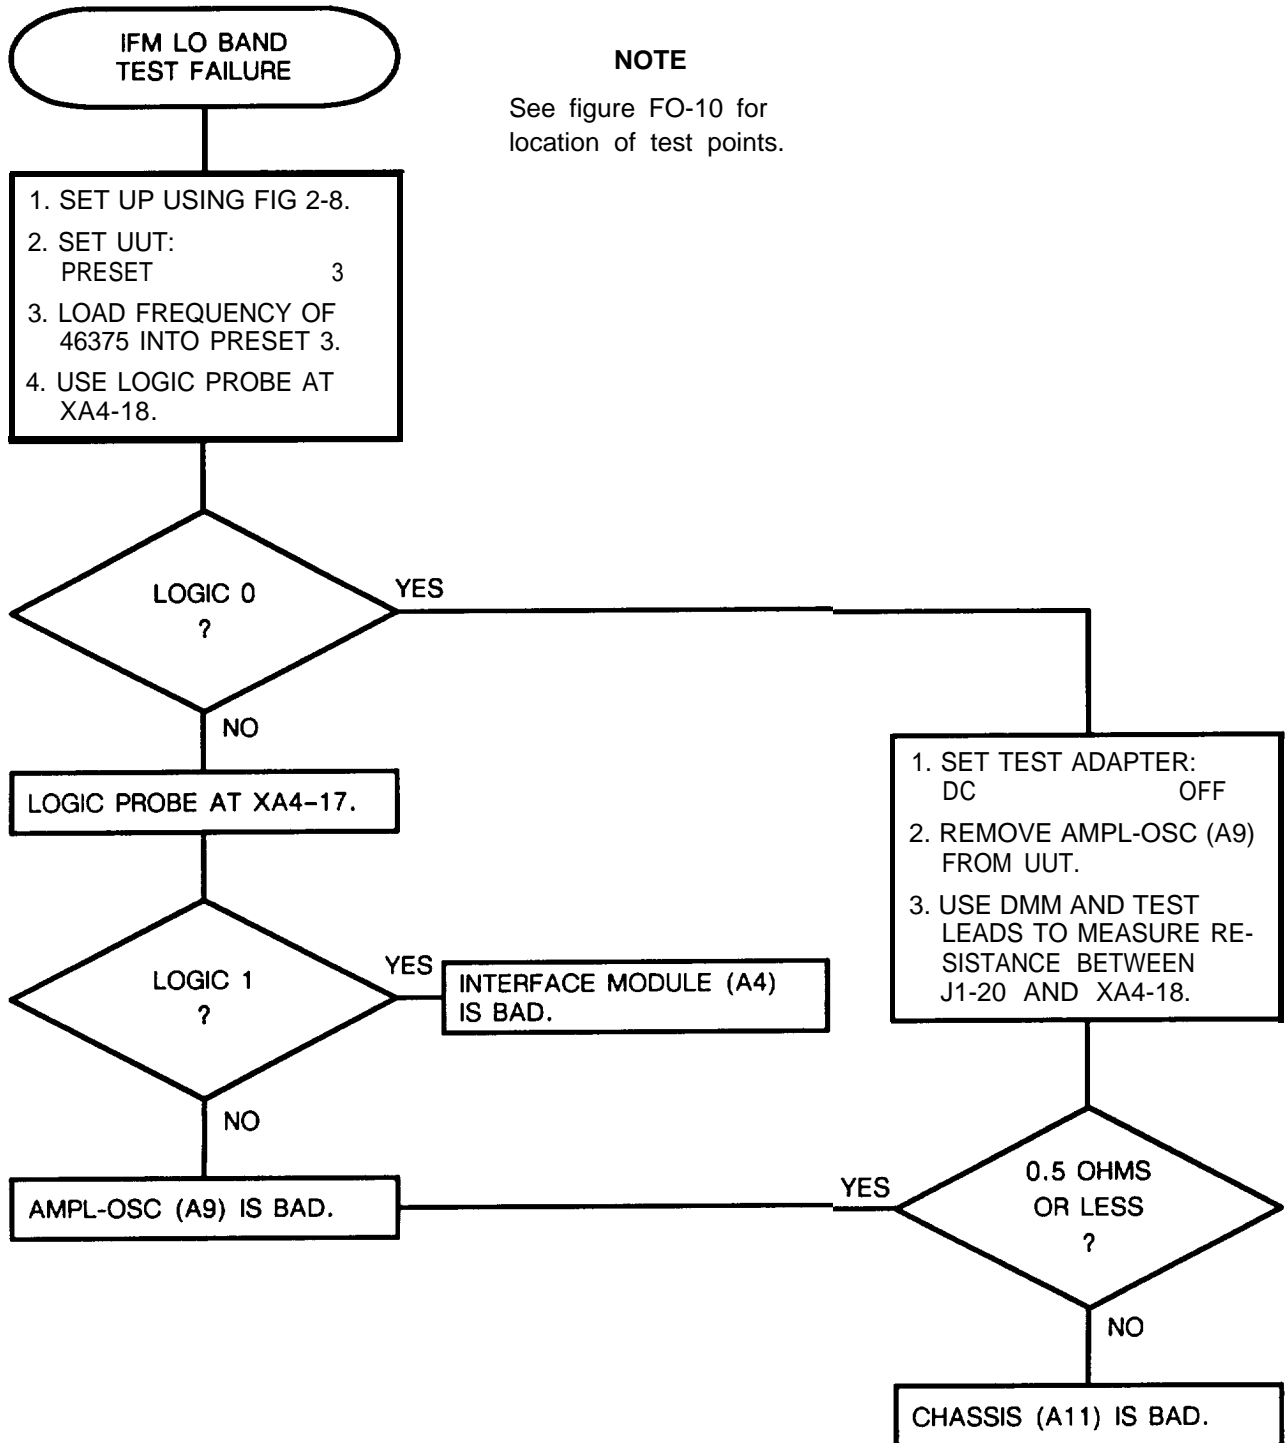 IFM LO BAND
TEST FAILURE
NOTE
See figure FO-10 for
location of test points.
1. SET UP USING FIG 2-8.
2. SET UUT:
PRESET 3
3. LOAD FREQUENCY OF
46375 INTO PRESET 3.
4. USE LOGIC PROBE AT
XA4-18.
LOGIC 0
?
YES
NO
LOGIC PROBE AT XA4-17.
LOGIC 1
?
YES
INTERFACE MODULE (A4)
IS BAD.
NO
AMPL-OSC (A9) IS BAD.
1. SET TEST ADAPTER:
DC OFF
2. REMOVE AMPL-OSC (A9)
FROM UUT.
3. USE DMM AND TEST
LEADS TO MEASURE RE-
SISTANCE BETWEEN
J1-20 AND XA4-18.
0.5 OHMS
OR LESS
?
YES
NO
CHASSIS (A11) IS BAD.